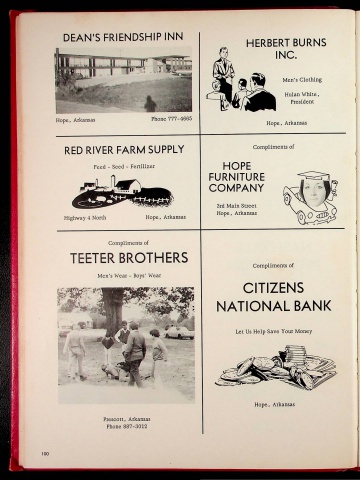 DEAN'S FRIENDSHIP INN
Hope, Arkansas Phone 777-4665
HERBERT BURNS
INC.
Men's Clothing
Hulan White,
President
Hope, Arkansas
RED RIVER FARM SUPPLY
Feed - Seed - Fertilizer
Highway 4 North Hope, Arkansas
Compliments of
HOPE
FURNITURE
COMPANY
3rd Main Street
Hope, Arkansas
Compliments of
TEETER BROTHERS
Men's Wear - Boys' Wear
Prescott, Arkansas
Phone 887-3012
Compliments of
CITIZENS
NATIONAL BANK
Let Us Help Save Your Money
Hope, Arkansas
190